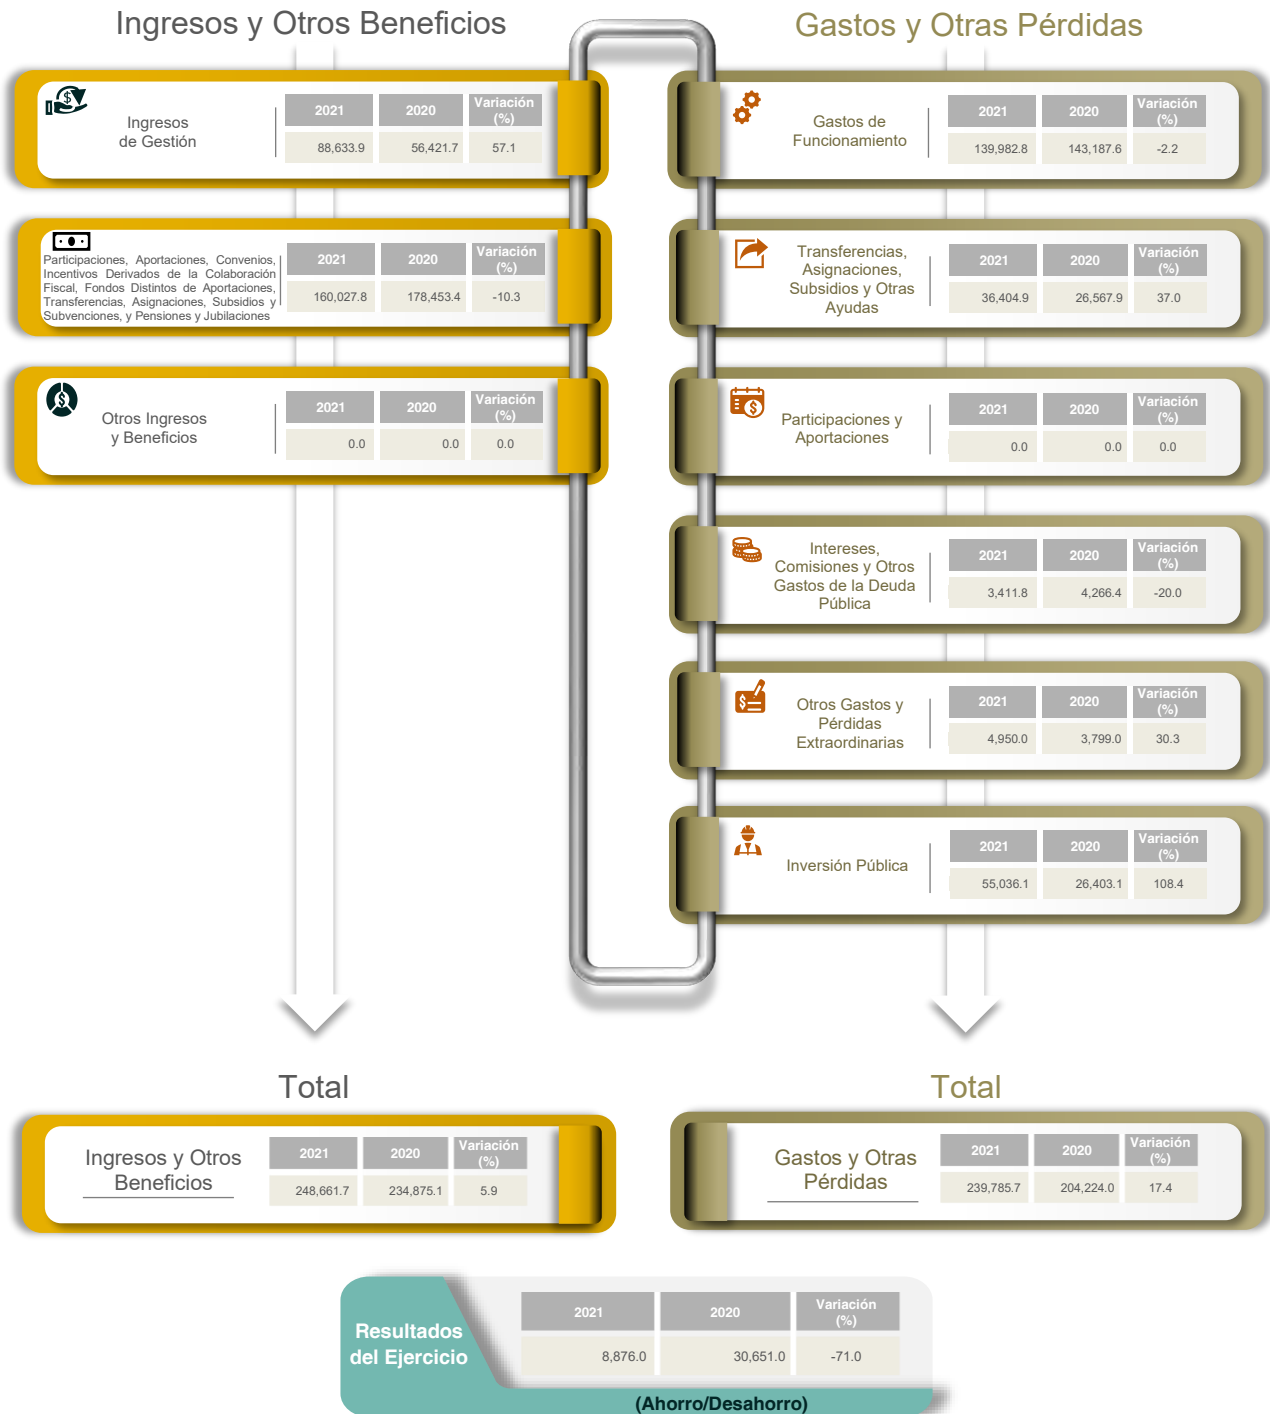 Ingresos y Otros Beneficios
2021 2020 Variación (%)
Ingresos
de Gestión
88,633.9 56,421.7 57.1
2021 2020 Variación (%)
Participaciones, Aportaciones, Convenios,
Incentivos Derivados de la Colaboración
Fiscal, Fondos Distintos de Aportaciones,
Transferencias, Asignaciones, Subsidios y
Subvenciones, y Pensiones y Jubilaciones
160,027.8 178,453.4 -10.3
2021 2020 Variación (%)
Otros Ingresos
y Beneficios
0.0 0.0 0.0
Gastos y Otras Pérdidas
2021 2020 Variación (%)
Gastos de
Funcionamiento
139,982.8 143,187.6 -2.2
2021 2020 Variación (%)
Transferencias,
Asignaciones,
Subsidios y Otras
Ayudas
36,404.9 26,567.9 37.0
2021 2020 Variación (%)
Participaciones y
Aportaciones
0.0 0.0 0.0
2021 2020 Variación (%)
Intereses,
Comisiones y Otros
Gastos de la Deuda
Pública
3,411.8 4,266.4 -20.0
2021 2020 Variación (%)
Otros Gastos y
Pérdidas
Extraordinarias
4,950.0 3,799.0 30.3
2021 2020 Variación (%)
Inversión Pública
55,036.1 26,403.1 108.4
Total
Ingresos y Otros
Beneficios
2021 2020 Variación (%)
248,661.7 234,875.1 5.9
Total
Gastos y Otras
Pérdidas
2021 2020 Variación (%)
239,785.7 204,224.0 17.4
Resultados
del Ejercicio
2021 2020 Variación (%)
8,876.0 30,651.0 -71.0
(Ahorro/Desahorro)